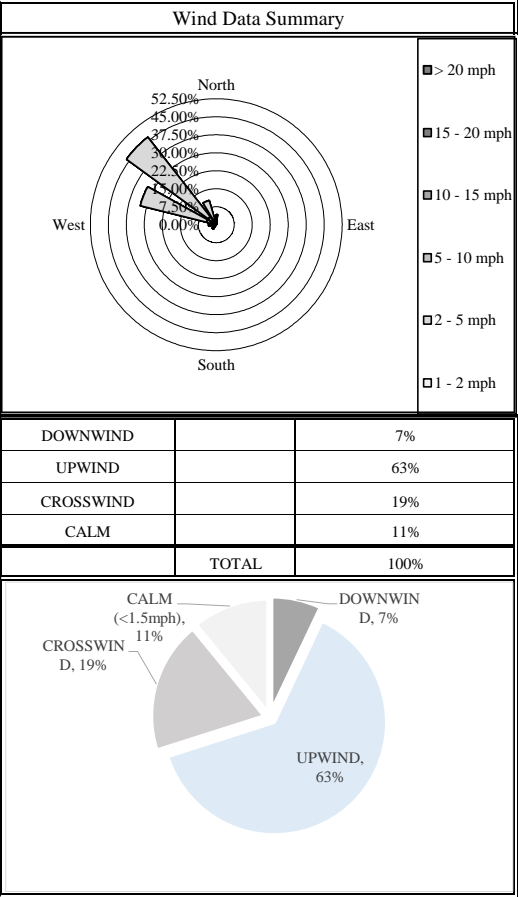 Wind Data Summary
North
52.50%
45.00%
37.50%
30.00%
22.50%
15.00%
7.50%
0.00%
West
East
South
> 20 mph
15 - 20 mph
10 - 15 mph
5 - 10 mph
2 - 5 mph
1 - 2 mph
DOWNWIND 7%
UPWIND 63%
CROSSWIND 19%
CALM 11%
TOTAL 100%
CALM
(<1.5mph),
11%
DOWNWIN
D, 7%
CROSSWIN
D, 19%
UPWIND,
63%